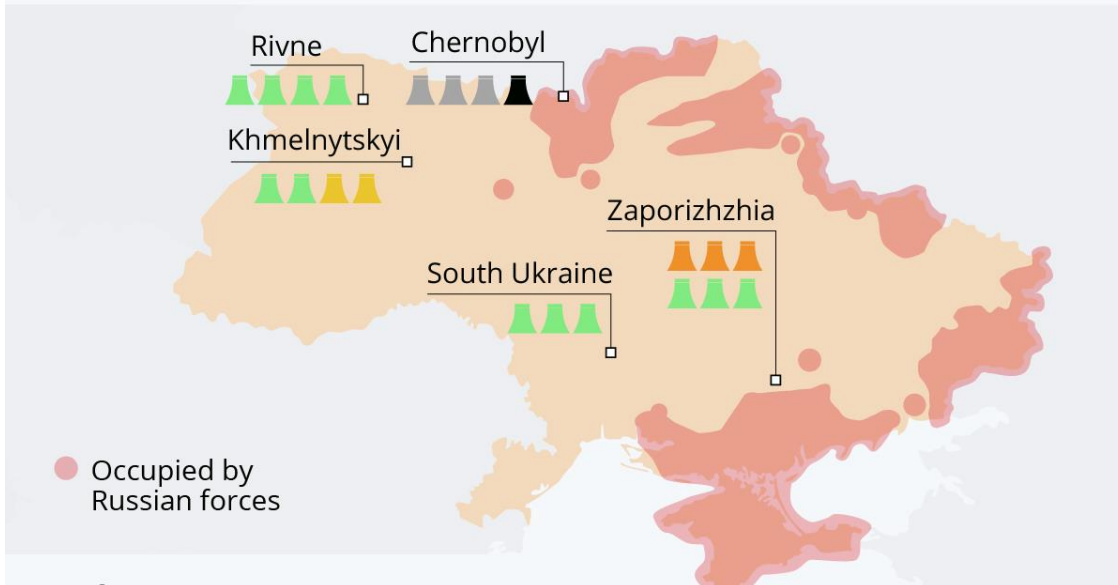 Rivne
Chernobyl
Khmelnytskyi
Zaporizhzhia
South Ukraine
Occupied by
Russian forces